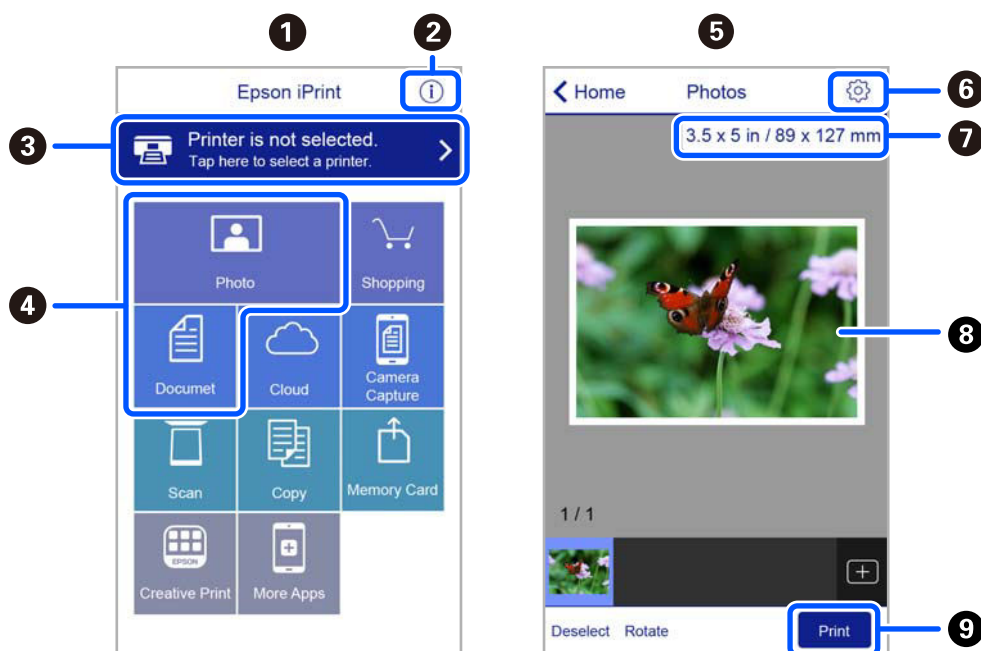 1
2
5
Epson iPrint
Home
Photos
6
3
Printer is not selected.
Tap here to select a printer.
3.5 x 5 in / 89 x 127 mm
7
4
Photo
Shopping
8
Documet
Cloud
Camera
Capture
Scan
Copy
Memory Card
1 / 1
EPSON
Creative Print
More Apps
Deselect
Rotate
Print
9